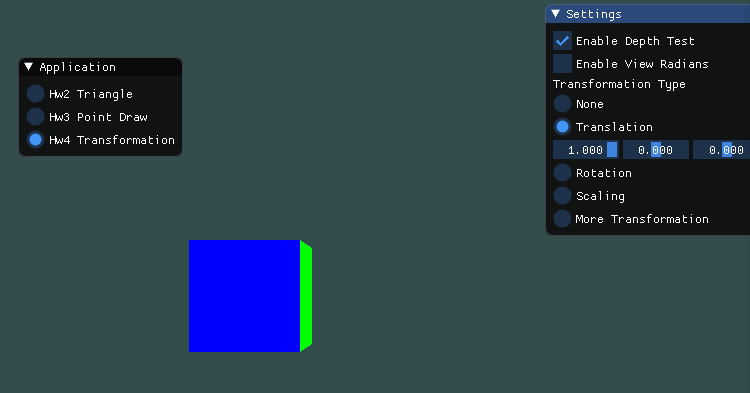 Application
Hw2 Triangle
Hw3 Point Draw
Hw4 Transformation
Settings
Enable Depth Test
Enable View Radians
Transformation Type
None
Translation
1.000 0.000 0.000
Rotation
Scaling
More Transformation